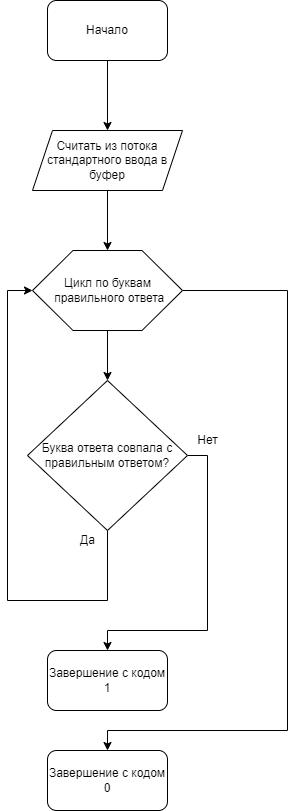 Начало
Считать из потока
стандартного ввода в
буфер
Цикл по буквам
правильного ответа
Буква ответа совпала с
правильным ответом?
Нет
Да
Завершение с кодом
1
Завершение с кодом
0